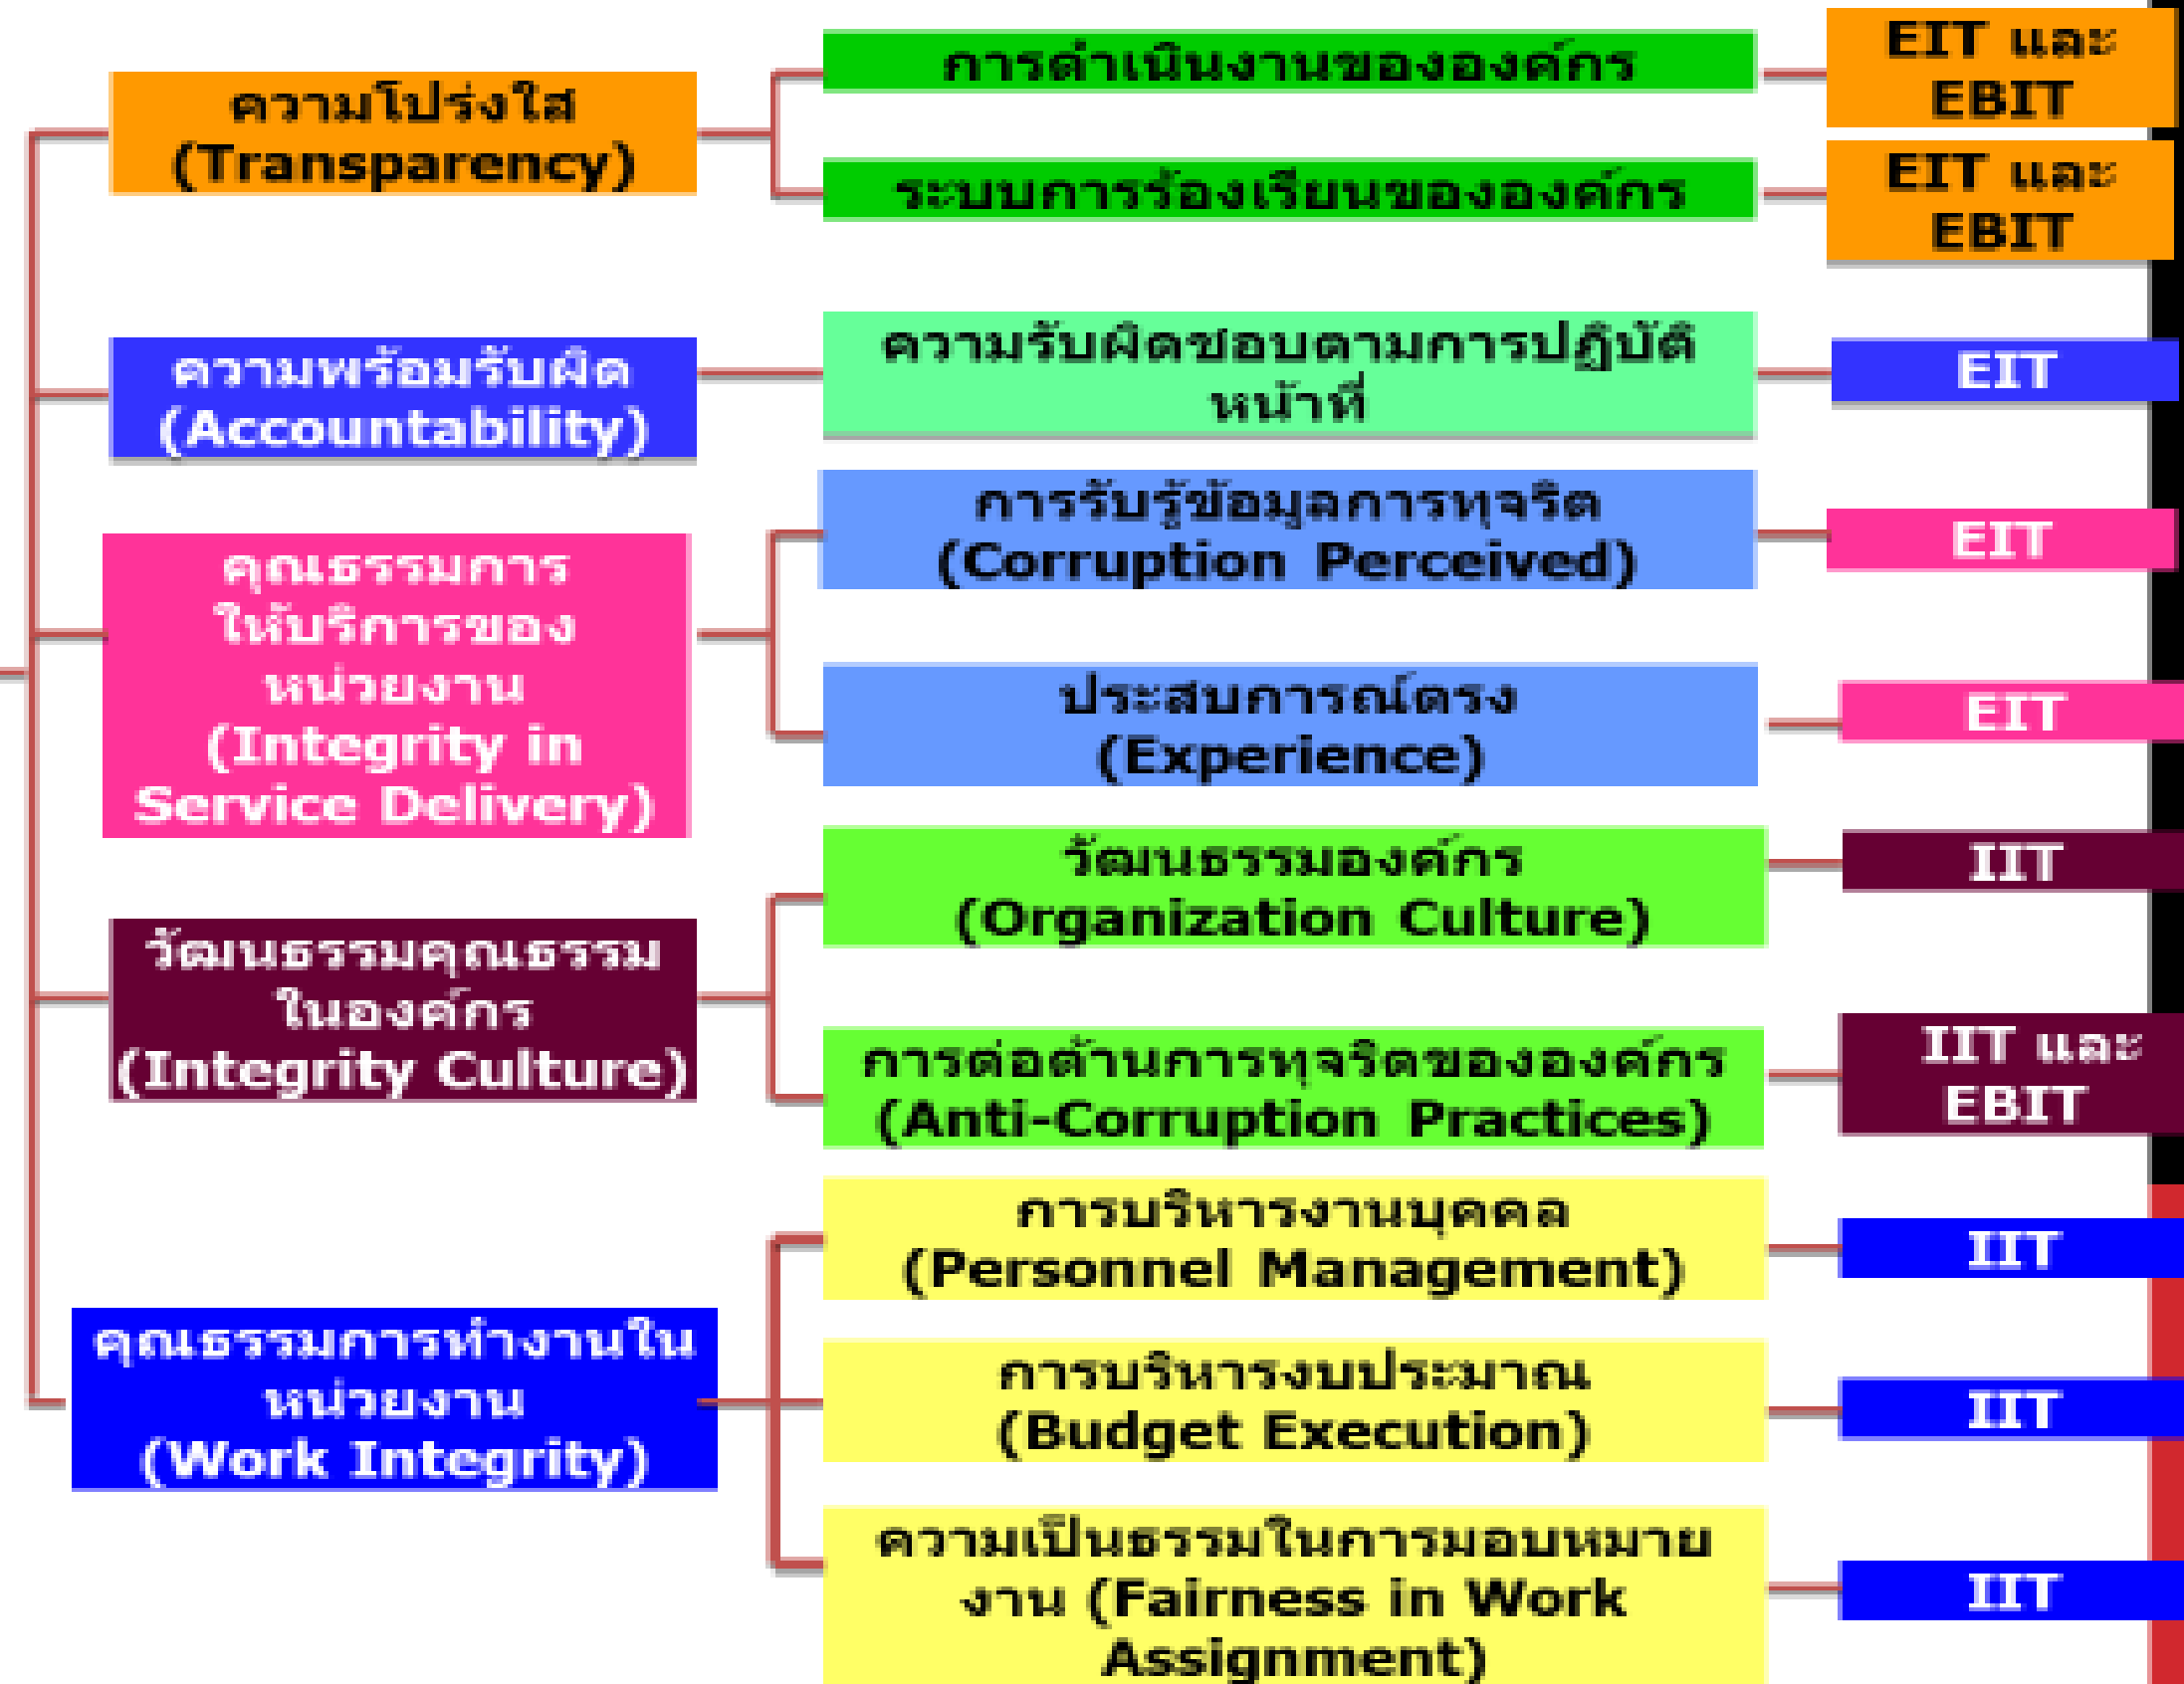 ความโปร่งใส
(Transparency)
การดำเนินงานขององค์กร
EIT และ
EBIT
ระบบการร้องเรียนขององค์กร
EIT และ
EBIT
ความพร้อมรับผิด
(Accountability)
ความรับผิดชอบตามการปฏิบัติ
หน้าที่
EIT
คุณธรรมการ
ให้บริการของ
หน่วยงาน
(Integrity in
Service Delivery)
การรับรู้ข้อมูลการทุจริต
(Corruption Perceived)
EIT
ประสบการณ์ตรง
(Experience)
EIT
วัฒนธรรมคุณธรรม
ในองค์กร
(Integrity Culture)
วัฒนธรรมองค์กร
(Organization Culture)
IIT
การต่อต้านการทุจริตขององค์กร
(Anti-Corruption Practices)
IIT และ
EBIT
คุณธรรมการทำงานใน
หน่วยงาน
(Work Integrity)
การบริหารงานบุคคล
(Personnel Management)
IIT
การบริหารงบประมาณ
(Budget Execution)
IIT
ความเป็นธรรมในการมอบหมาย
งาน (Fairness in Work
Assignment)
IIT